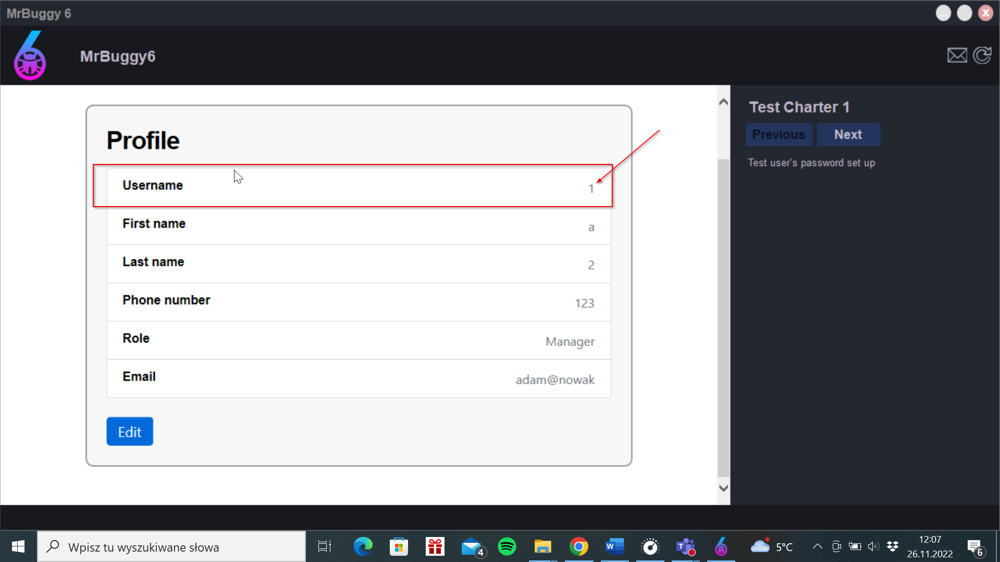 MrBuggy 6
MrBuggy6
Profile
Username 1
First name a
Last name 2
Phone number 123
Role Manager
Email adam@nowak
Edit
Test Charter 1
Previous Next
Test user's password set up
Wpisz tu wyszukiwane słowa
4
5°C
12:07
26.11.2022
6